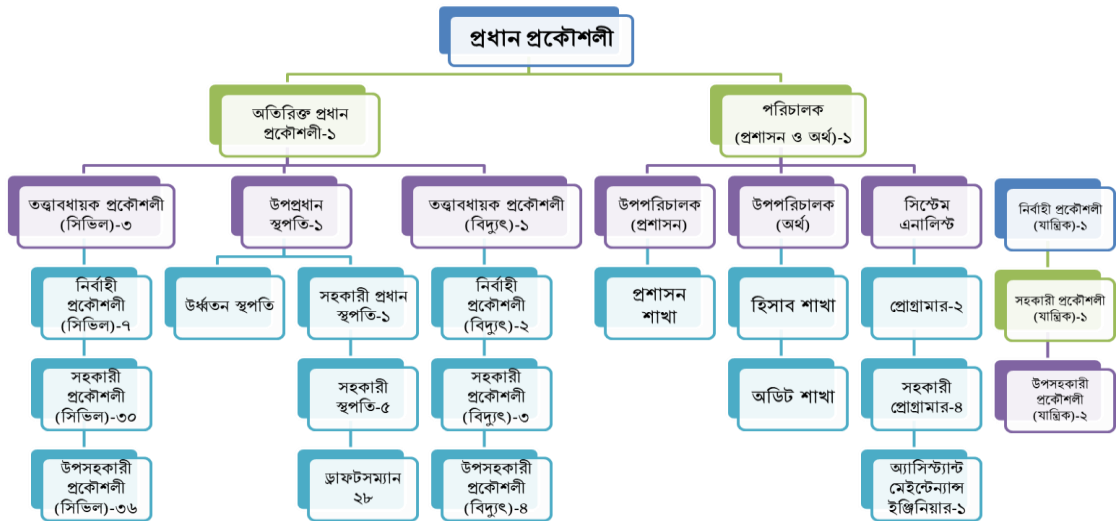 প্রধান প্রকৌশলী
অতিরিক্ত প্রধান
প্রকৌশলী-১
পরিচালক
(প্রশাসন ও অর্থ)-১
তত্ত্বাবধায়ক প্রকৌশলী
(সিভিল)-৩
উপপ্রধান
স্থপতি-১
তত্ত্বাবধায়ক প্রকৌশলী
(বিদ্যুৎ)-১
উপপরিচালক
(প্রশাসন)
উপপরিচালক
(অর্থ)
সিস্টেম
এনালিস্ট
নির্বাহী প্রকৌশলী
(যান্ত্রিক)-১
নির্বাহী
প্রকৌশলী
(সিভিল)-৭
উর্ধ্বতন স্থপতি
সহকারী প্রধান
স্থপতি-১
নির্বাহী
প্রকৌশলী
(বিদ্যুৎ)-২
প্রশাসন
শাখা
হিসাব শাখা
প্রোগ্রামার-২
সহকারী প্রকৌশলী
(যান্ত্রিক)-১
সহকারী
প্রকৌশলী
(সিভিল)-৩০
সহকারী
স্থপতি-৫
সহকারী
প্রকৌশলী
(বিদ্যুৎ)-৩
অডিট শাখা
সহকারী
প্রোগ্রামার-৪
উপসহকারী
প্রকৌশলী
(যান্ত্রিক)-২
উপসহকারী
প্রকৌশলী
(সিভিল)-৩৬
ড্রাফটসম্যান
২৮
উপসহকারী
প্রকৌশলী
(বিদ্যুৎ)-৪
অ্যাসিস্ট্যান্ট
মেইন্টেন্যান্স
ইঞ্জিনিয়ার-১